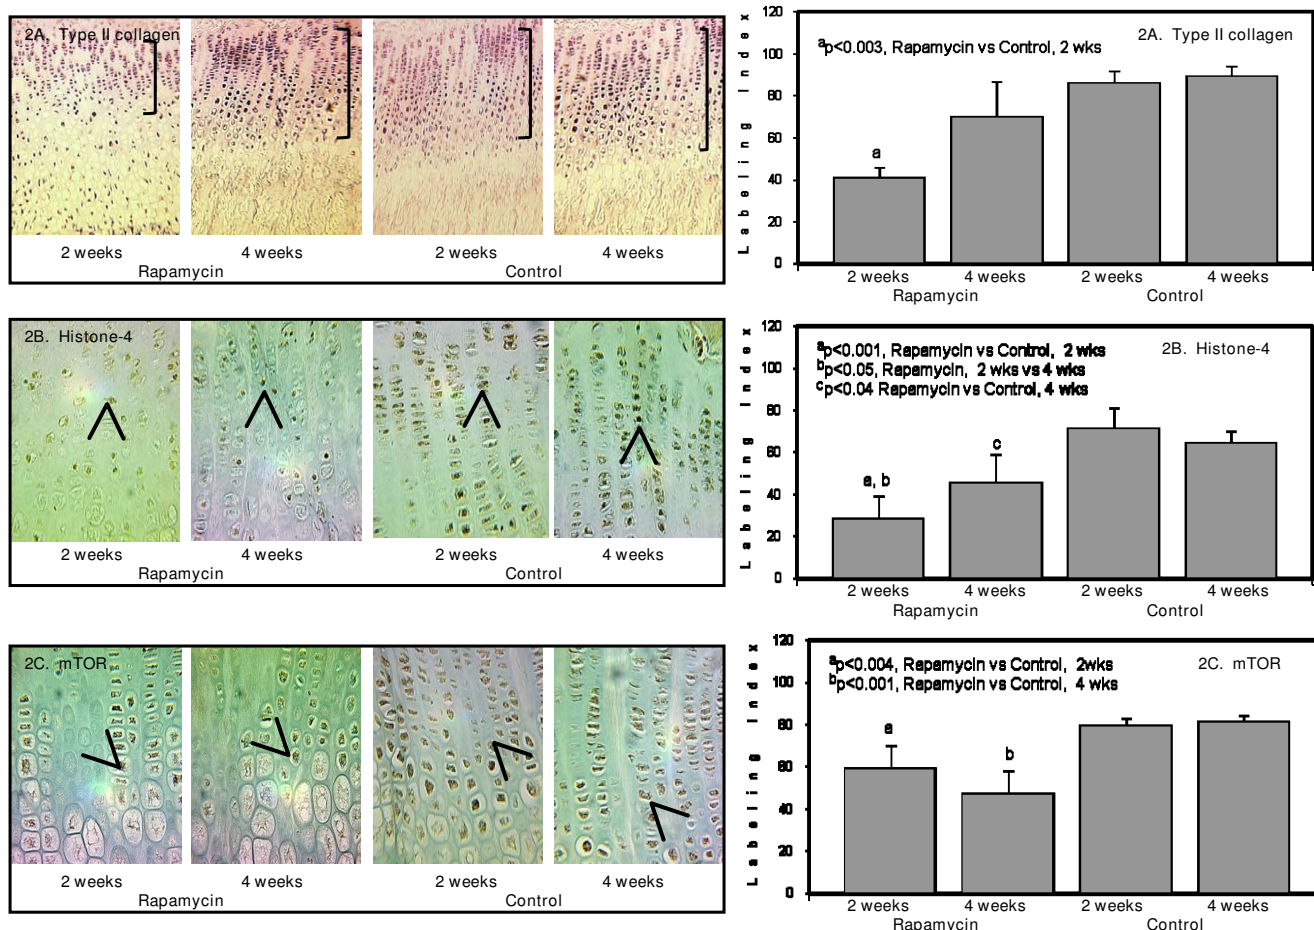 2A. Type II collagen
2 weeks 4 weeks 2 weeks 4 weeks
Rapamycin Control
120
100
80
60
40
20
0
Labeling Index
ap<0.003, Rapamycin vs Control, 2 wks
2A. Type II collagen
a
2 weeks 4 weeks 2 weeks 4 weeks
Rapamycin Control
2B. Histone-4
2 weeks 4 weeks 2 weeks 4 weeks
Rapamycin Control
120
100
80
60
40
20
0
Labeling Index
ap<0.001, Rapamycin vs Control, 2 wks
bp<0.05, Rapamycin, 2 wks vs 4 wks
cp<0.04 Rapamycin vs Control, 4 wks
2B. Histone-4
a, b
c
2 weeks 4 weeks 2 weeks 4 weeks
Rapamycin Control
2C. mTOR
2 weeks 4 weeks 2 weeks 4 weeks
Rapamycin Control
120
100
80
60
40
20
0
Labeling Index
ap<0.004, Rapamycin vs Control, 2wks
bp<0.001, Rapamycin vs Control, 4 wks
2C. mTOR
a
b
2 weeks 4 weeks 2 weeks 4 weeks
Rapamycin Control